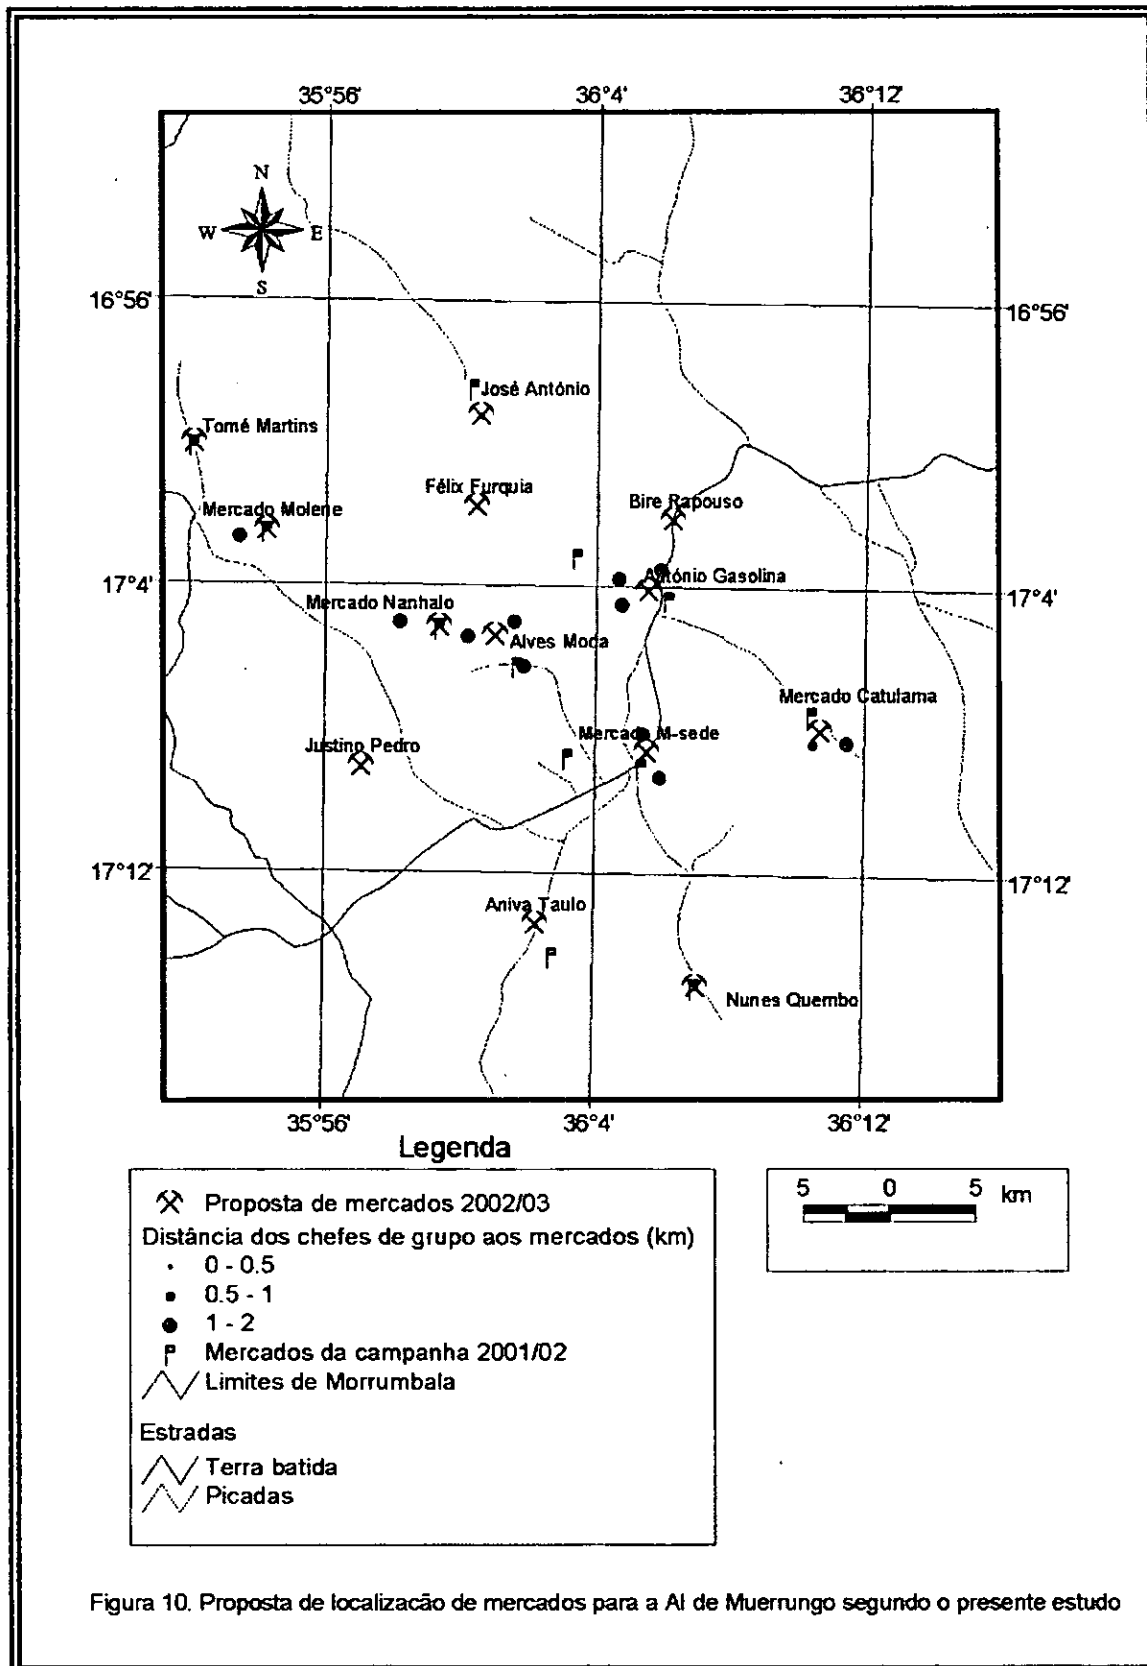 35°56' 36°4' 36°12'
N
W E
S
16°56' 16°56'
José António
Tomé Martins
Félix Furquia
Bire Rapouso
Mercado Molene
17°4' António Gasolina 17°4'
Mercado Nanhalo
Alves Moda
Mercado Catulama
Mercado M-sede
Justino Pedro
17°12' 17°12'
Aniva Taulo
Nunes Quembo
35°56' 36°4' 36°12'
Legenda
Proposta de mercados 2002/03
Distância dos chefes de grupo aos mercados (km)
0 - 0.5
0.5 - 1
1 - 2
Mercados da campanha 2001/02
Limites de Morrumbala
Estradas
Terra batida
Picadas
5 0 5 km
Figura 10. Proposta de localizacão de mercados para a AI de Muerrungo segundo o presente estudo